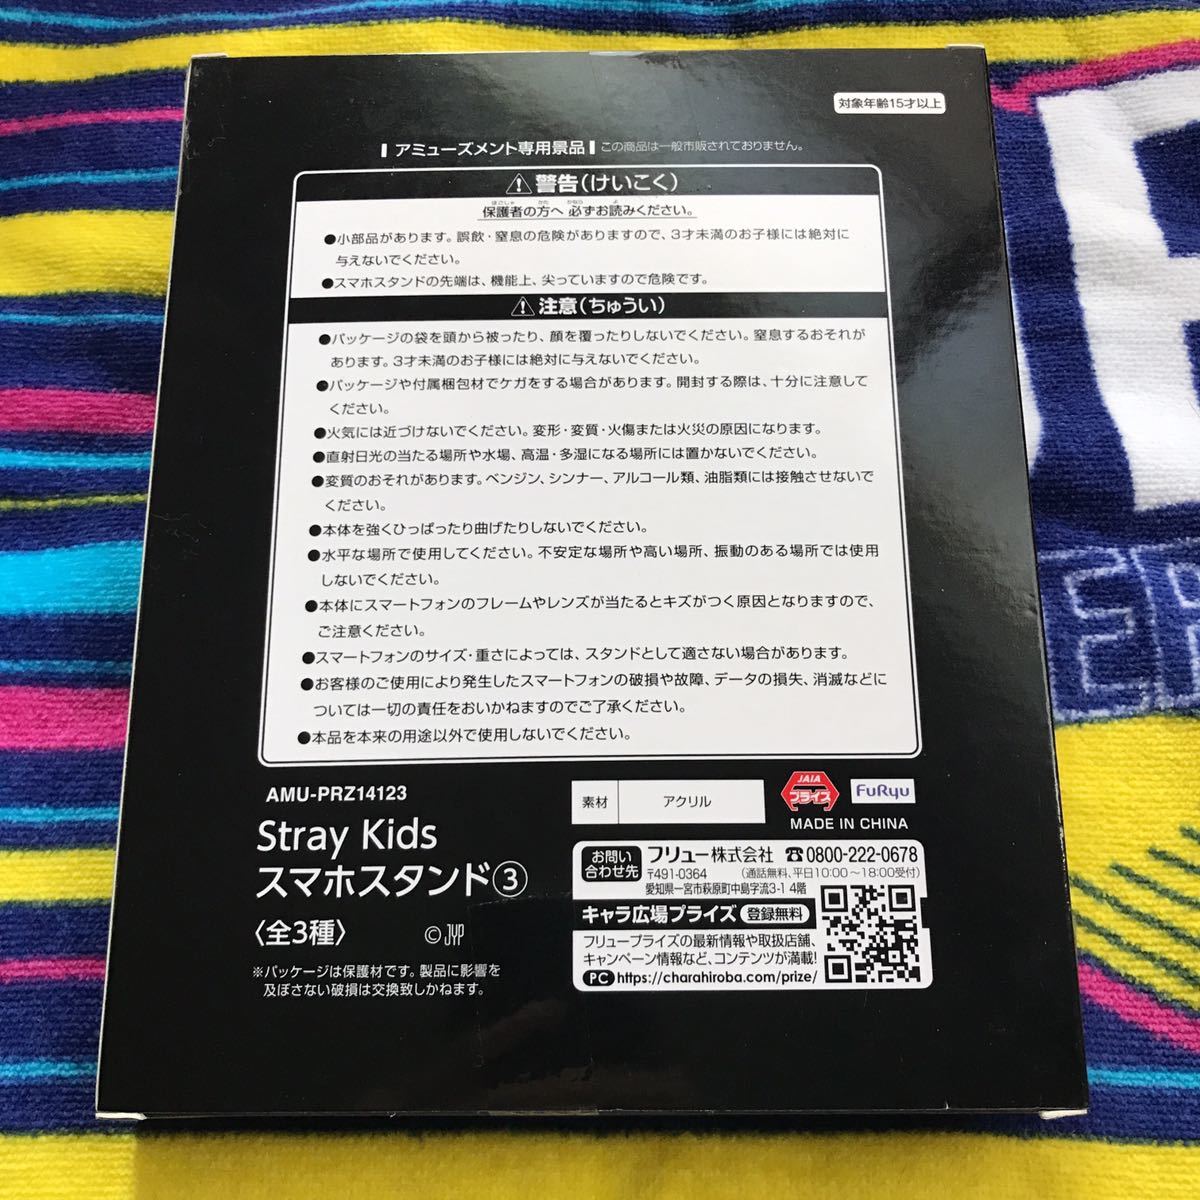 対象年齢15才以上
アミューズメント専用景品 この商品は一般市販されておりません。
警告(けいこく)
保護者の方へ 必ずお読みください。
●小部品があります。誤飲・窒息の危険がありますので、3才未満のお子様には絶対に
与えないでください。
●スマホスタンドの先端は、機能上、尖っていますので危険です。
注意(ちゅうい)
●パッケージの袋を頭から被ったり、顔を覆ったりしないでください。窒息するおそれが
あります。3才未満のお子様には絶対に与えないでください。
●パッケージや付属梱包材でケガをする場合があります。開封する際は、十分に注意して
ください。
●火気には近づけないでください。変形・変質・火傷または火災の原因になります。
●直射日光の当たる場所や水場、高温・多湿になる場所には置かないでください。
●変質のおそれがあります。ベンジン、シンナー、アルコール類、油脂類には接触させないで
ください。
●本体を強くひっぱったり曲げたりしないでください。
●水平な場所で使用してください。不安定な場所や高い場所、振動のある場所では使用
しないでください。
●本体にスマートフォンのフレームやレンズが当たるとキズがつく原因となりますので、
ご注意ください。
●スマートフォンのサイズ・重さによっては、スタンドとして適さない場合があります。
●お客様のご使用により発生したスマートフォンの破損や故障、データの損失、消滅などに
ついては一切の責任をおいかねますのでご了承ください。
●本品を本来の用途以外で使用しないでください。
AMU-PRZ14123
Stray Kids
スマホスタンド③
〈全3種〉
©JYP
※パッケージは保護材です。製品に影響を
及ぼさない破損は交換致しかねます。
素材 アクリル
JAIA
プライズ
FuRyu
MADE IN CHINA
お問い
合わせ先
フリュー株式会社 ☎0800-222-0678
〒491-0364 (通話無料、平日10:00〜18:00受付)
愛知県一宮市萩原町中島字流3-1 4階
キャラ広場プライズ 登録無料
フリュープライズの最新情報や取扱店舗、
キャンペーン情報など、コンテンツが満載!
PC https://charahiroba.com/prize/